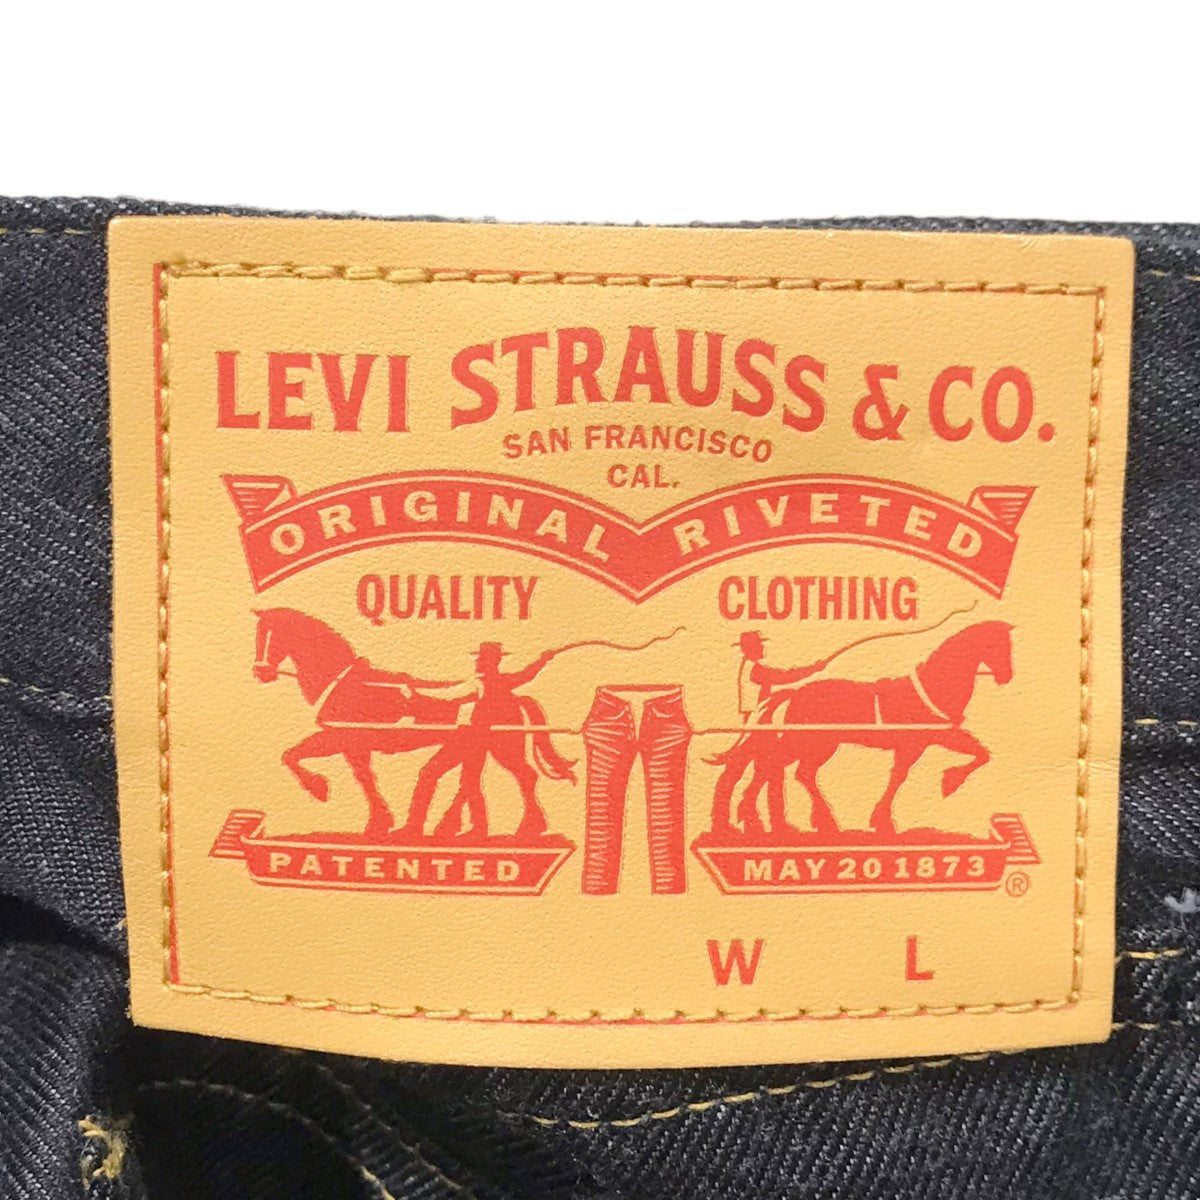 LEVI STRAUSS & CO.
SAN FRANCISCO
CAL.
ORIGINAL RIVETED
QUALITY CLOTHING
PATENTED MAY 20 1873 ®
W L